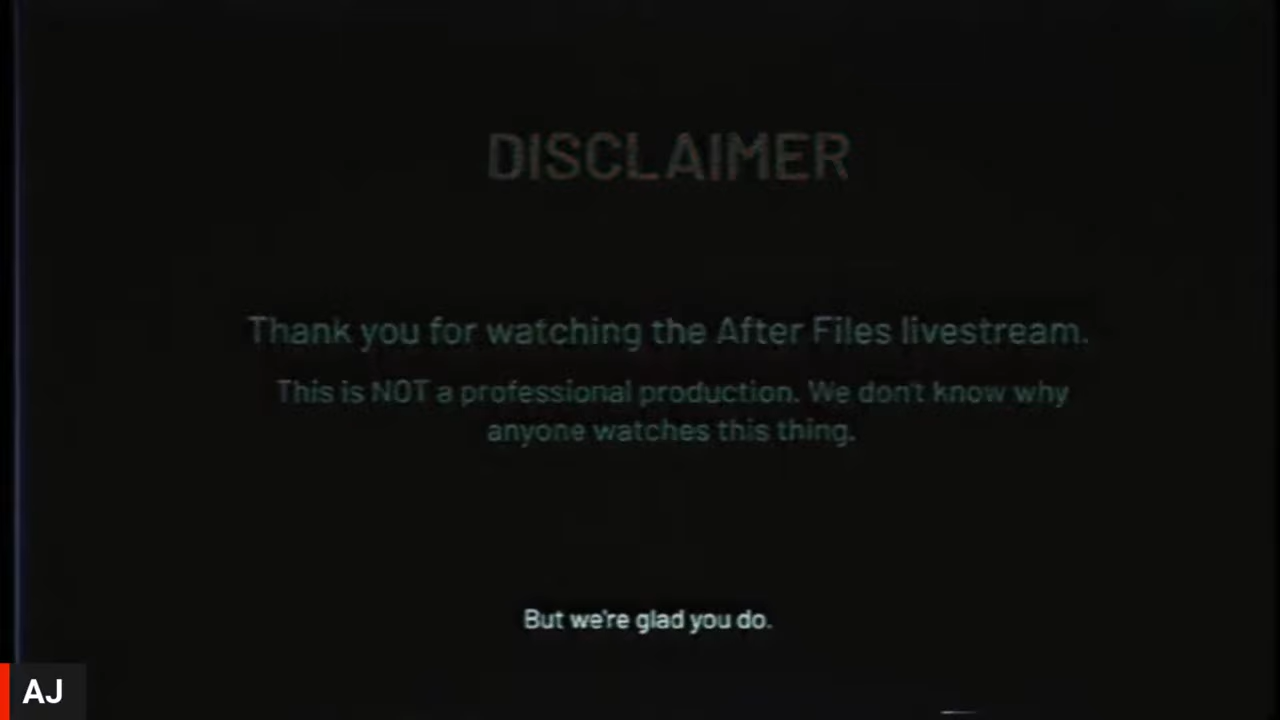 DISCLAIMER
Thank you for watching the After Files livestream.
This is NOT a professional production. We don't know why
anyone watches this thing.
But we're glad you do.
AJ